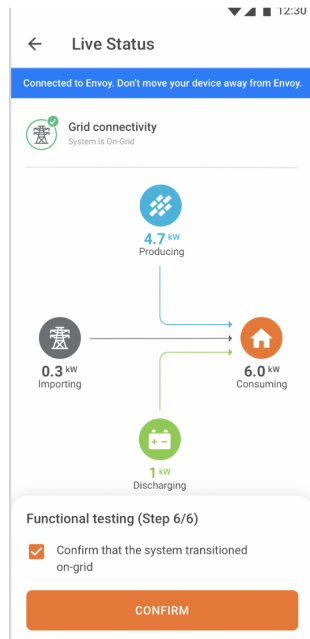 12:30
Live Status
Connected to Envoy. Don't move your device away from Envoy.
Grid connectivity
System is On-Grid
4.7 kW
Producing
0.3 kW
Importing
6.0 kW
Consuming
1 kW
Discharging
Functional testing (Step 6/6)
Confirm that the system transitioned
on-grid
CONFIRM